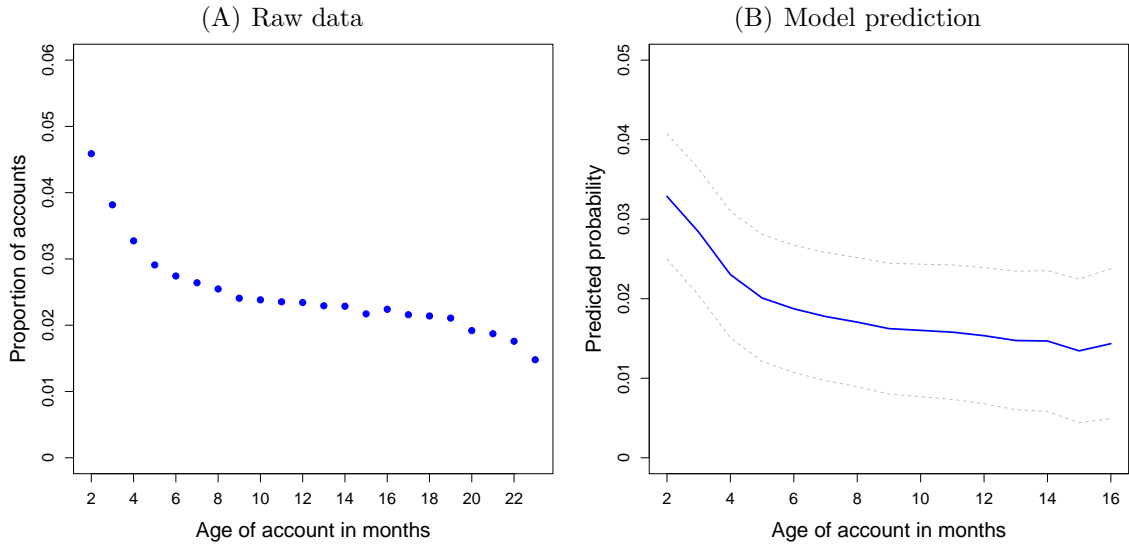 (A) Raw data
Proportion of accounts
0.06
0.05
0.04
0.03
0.02
0.01
0
2 4 6 8 10 12 14 16 18 20 22
Age of account in months
(B) Model prediction
Predicted probability
0.05
0.04
0.03
0.02
0.01
0
2 4 6 8 10 12 14 16
Age of account in months